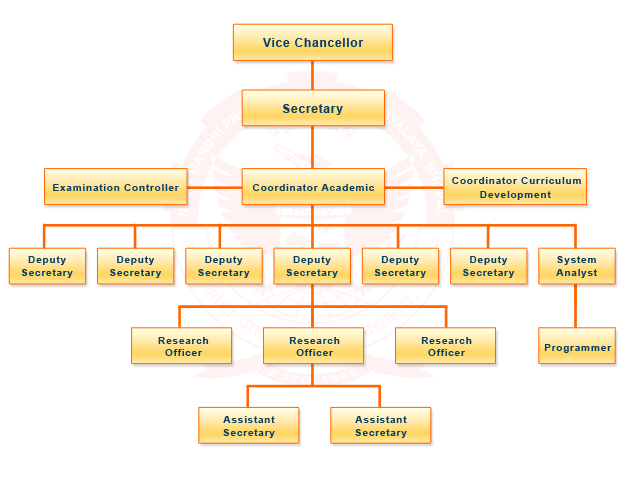 Vice Chancellor
Secretary
Examination Controller
Coordinator Academic
Coordinator Curriculum
Development
Deputy
Secretary
Deputy
Secretary
Deputy
Secretary
Deputy
Secretary
Deputy
Secretary
Deputy
Secretary
System
Analyst
Research
Officer
Research
Officer
Research
Officer
Programmer
Assistant
Secretary
Assistant
Secretary